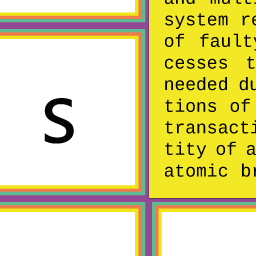 s
and multi
system re
of faulty
cesses t
needed du
tions of
transacti
tity of a
atomic br